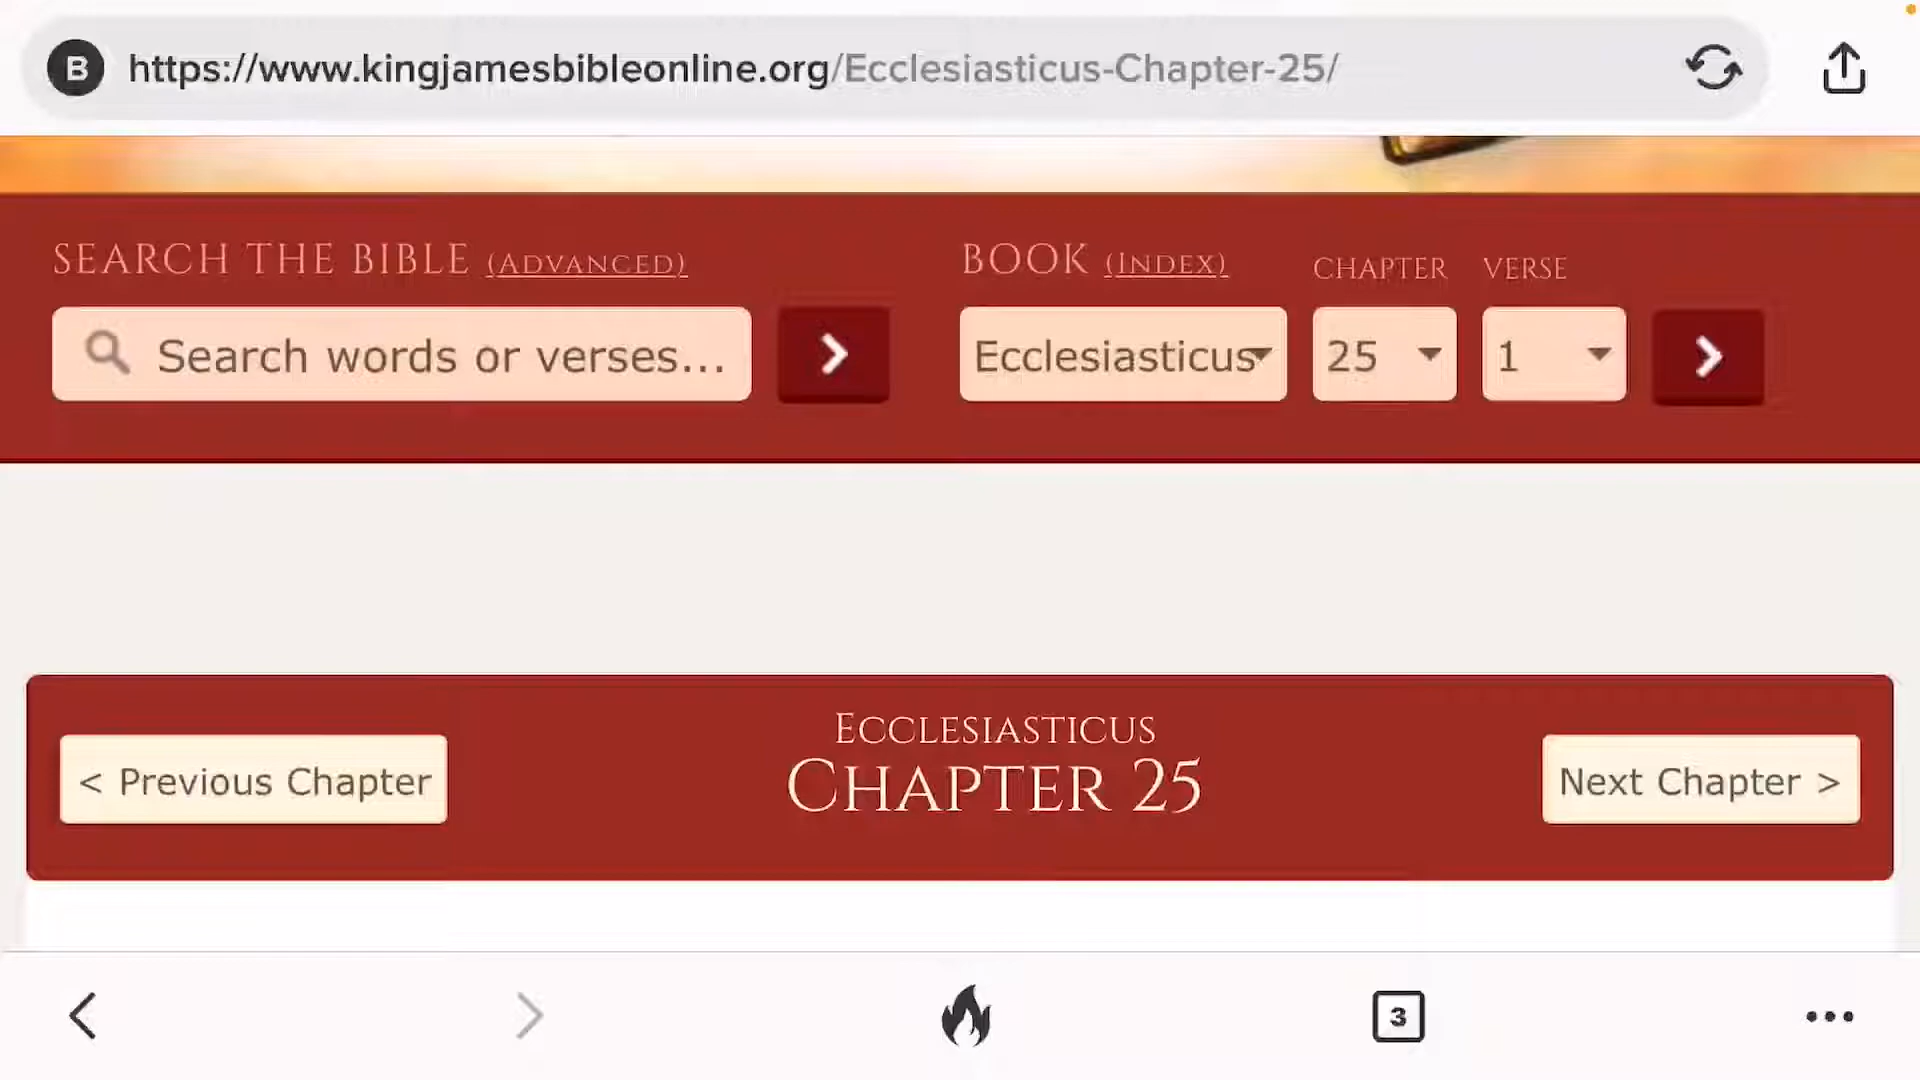 B https://www.kingjamesbibleonline.org/Ecclesiasticus-Chapter-25/
SEARCH THE BIBLE (ADVANCED)
BOOK (INDEX) CHAPTER VERSE
Search words or verses...
Ecclesiasticus 25 1
ECCLESIASTICUS
CHAPTER 25
< Previous Chapter
Next Chapter >
3